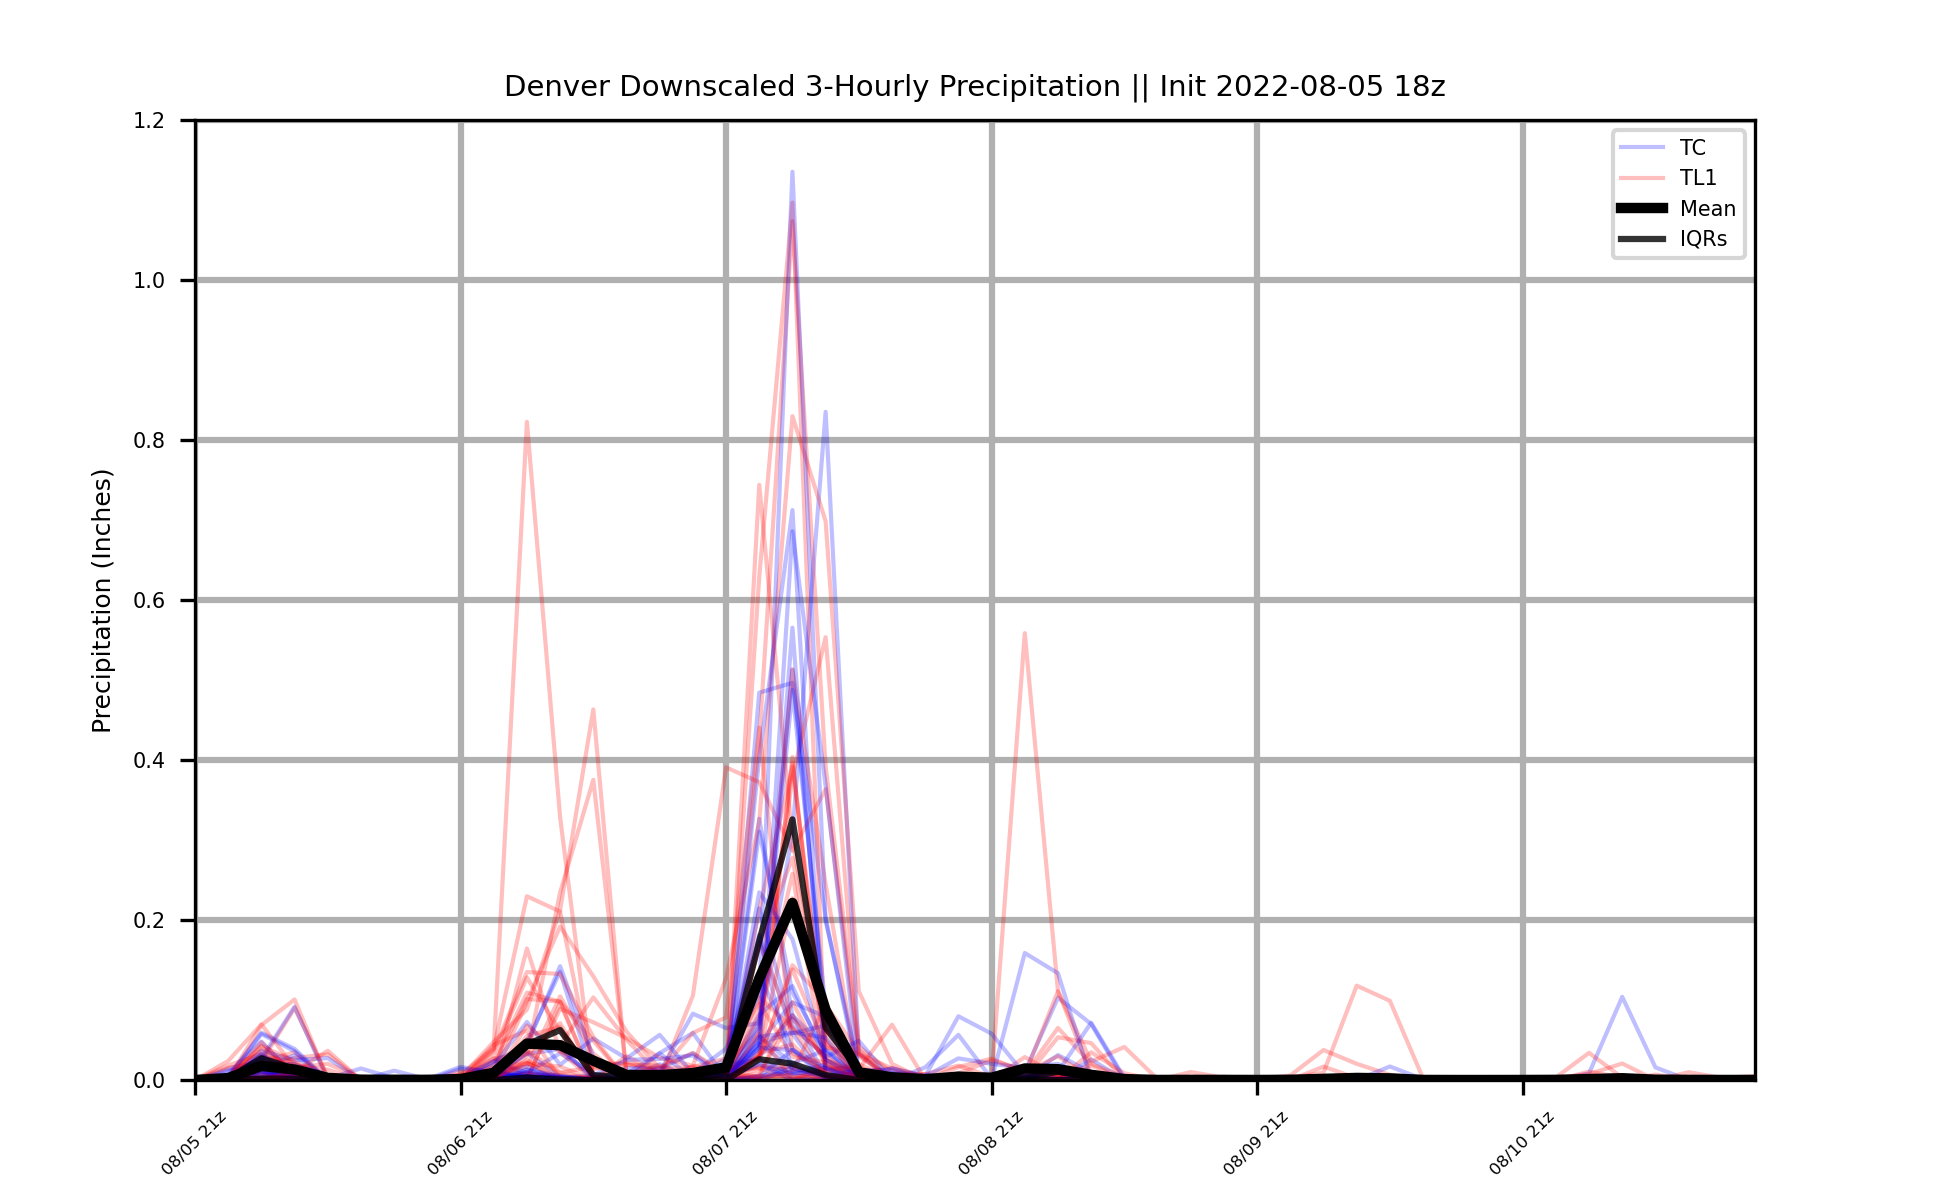 Denver Downscaled 3-Hourly Precipitation || Init 2022-08-05 18z
TC
TL1
Mean
IQRs
Precipitation (Inches)
1.2
1.0
0.8
0.6
0.4
0.2
0.0
08/05 21z
08/06 21z
08/07 21z
08/08 21z
08/09 21z
08/10 21z